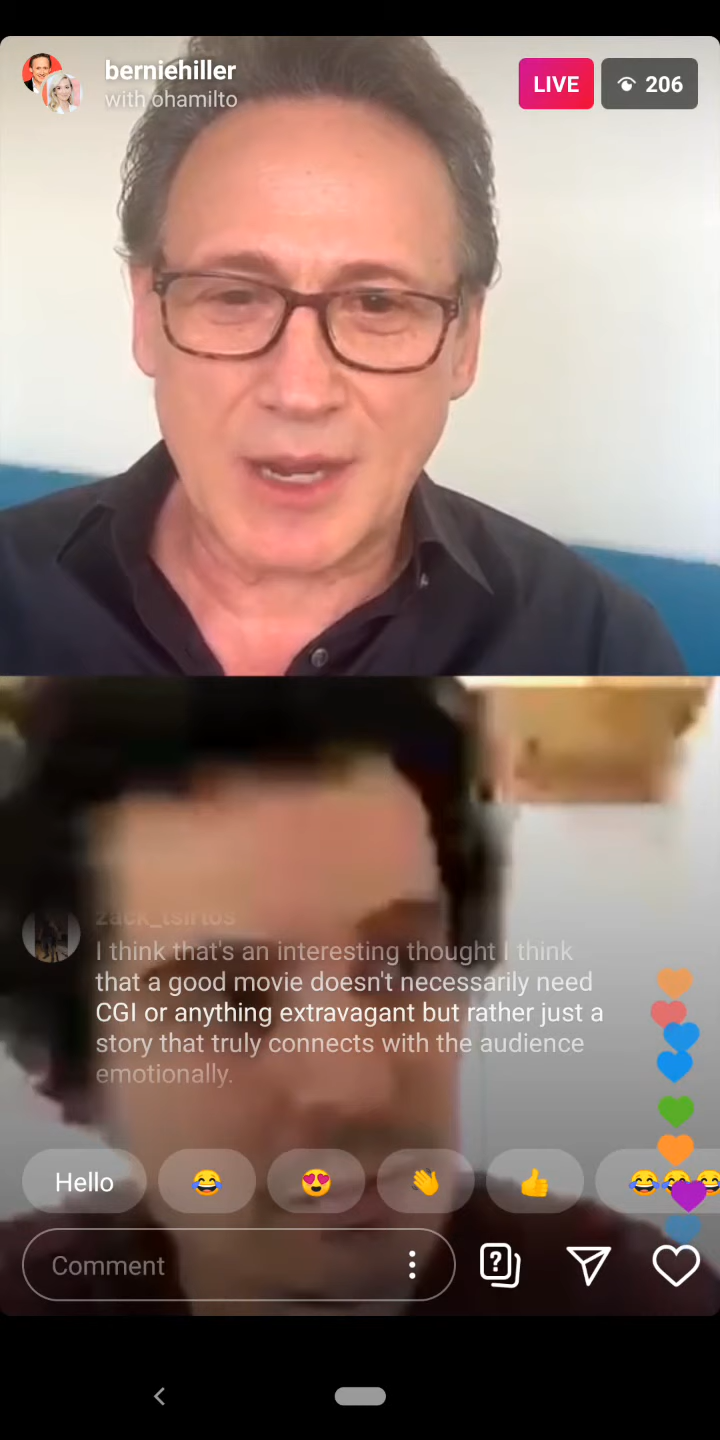 berniehiller
with ohamilto
LIVE
206
zack_tsirtos
I think that's an interesting thought I think
that a good movie doesn't necessarily need
CGI or anything extravagant but rather just a
story that truly connects with the audience
emotionally.
Hello
Comment
?